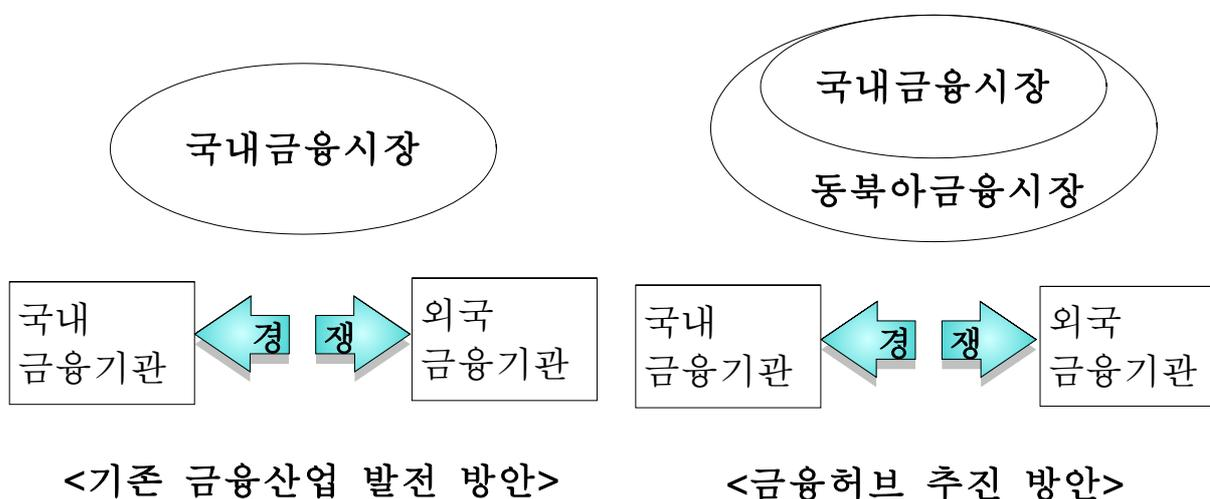 국내금융시장
국내
금융기관
경 쟁
외국
금융기관
<기존 금융산업 발전 방안>
국내금융시장
동북아금융시장
국내
금융기관
경 쟁
외국
금융기관
<금융허브 추진 방안>